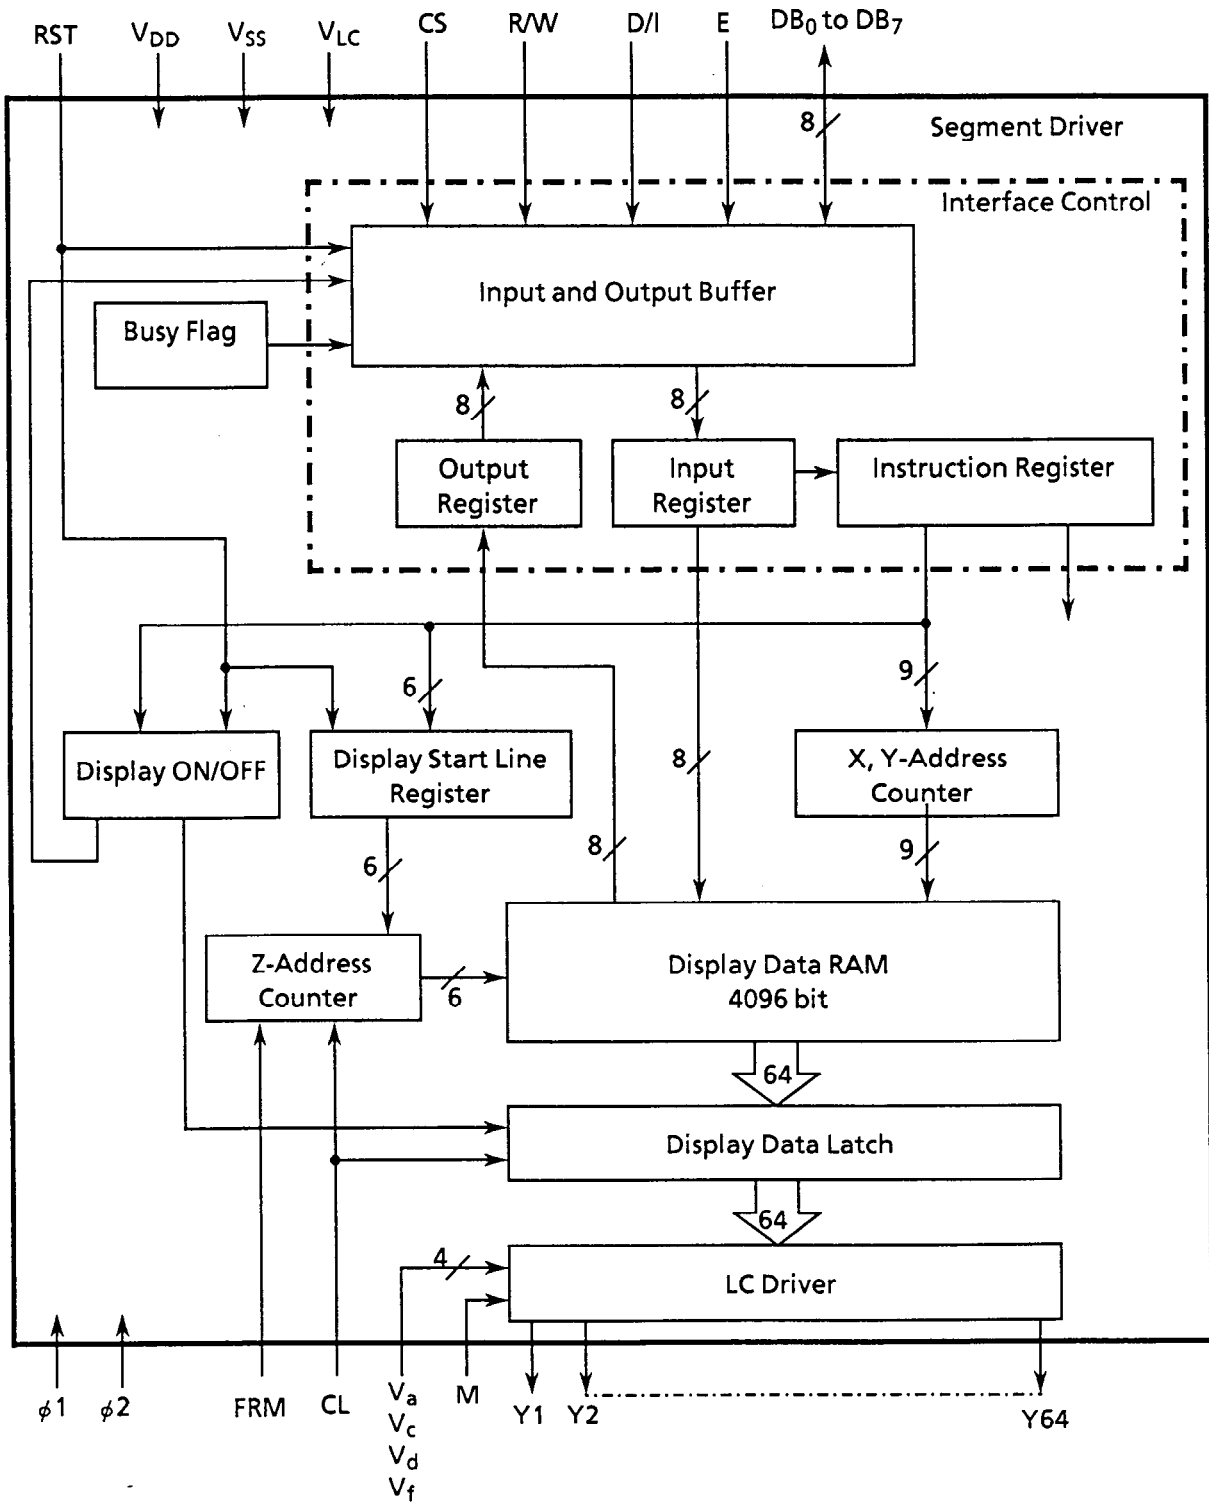 RST
V_DD
V_SS
V_LC
CS
R/W
D/I
E
DB0 to DB7
8
Segment Driver
Interface Control
Input and Output Buffer
Busy Flag
8
8
Output
Register
Input
Register
Instruction Register
6
9
Display ON/OFF
Display Start Line
Register
8
X, Y-Address
Counter
6
8
9
Z-Address
Counter
6
Display Data RAM
4096 bit
64
Display Data Latch
64
4
LC Driver
ϕ1
ϕ2
FRM
CL
Va
Vc
Vd
Vf
M
Y1
Y2
Y64